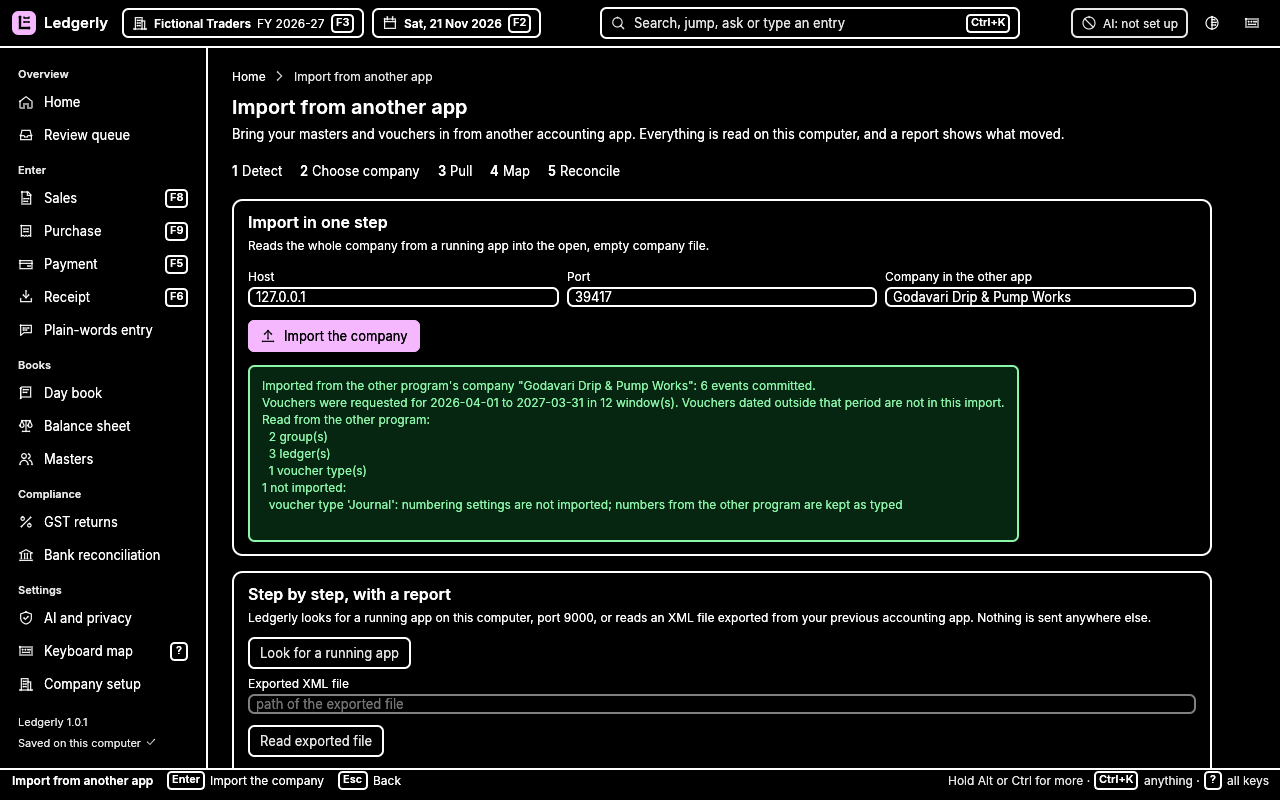 Ledgerly
Fictional Traders FY 2026-27 F3
Sat, 21 Nov 2026 F2
Search, jump, ask or type an entry Ctrl+K
AI: not set up
Overview
Home
Review queue
Enter
Sales F8
Purchase F9
Payment F5
Receipt F6
Plain-words entry
Books
Day book
Balance sheet
Masters
Compliance
GST returns
Bank reconciliation
Settings
AI and privacy
Keyboard map ?
Company setup
Ledgerly 1.0.1
Saved on this computer
Home Import from another app
Import from another app
Bring your masters and vouchers in from another accounting app. Everything is read on this computer, and a report shows what moved.
1 Detect 2 Choose company 3 Pull 4 Map 5 Reconcile
Import in one step
Reads the whole company from a running app into the open, empty company file.
Host Port Company in the other app
127.0.0.1 39417 Godavari Drip & Pump Works
Import the company
Imported from the other program's company "Godavari Drip & Pump Works": 6 events committed.
Vouchers were requested for 2026-04-01 to 2027-03-31 in 12 window(s). Vouchers dated outside that period are not in this import.
Read from the other program:
2 group(s)
3 ledger(s)
1 voucher type(s)
1 not imported:
voucher type 'Journal': numbering settings are not imported; numbers from the other program are kept as typed
Step by step, with a report
Ledgerly looks for a running app on this computer, port 9000, or reads an XML file exported from your previous accounting app. Nothing is sent anywhere else.
Look for a running app
Exported XML file
path of the exported file
Read exported file
Import from another app Enter Import the company Esc Back
Hold Alt or Ctrl for more · Ctrl+K anything · ? all keys